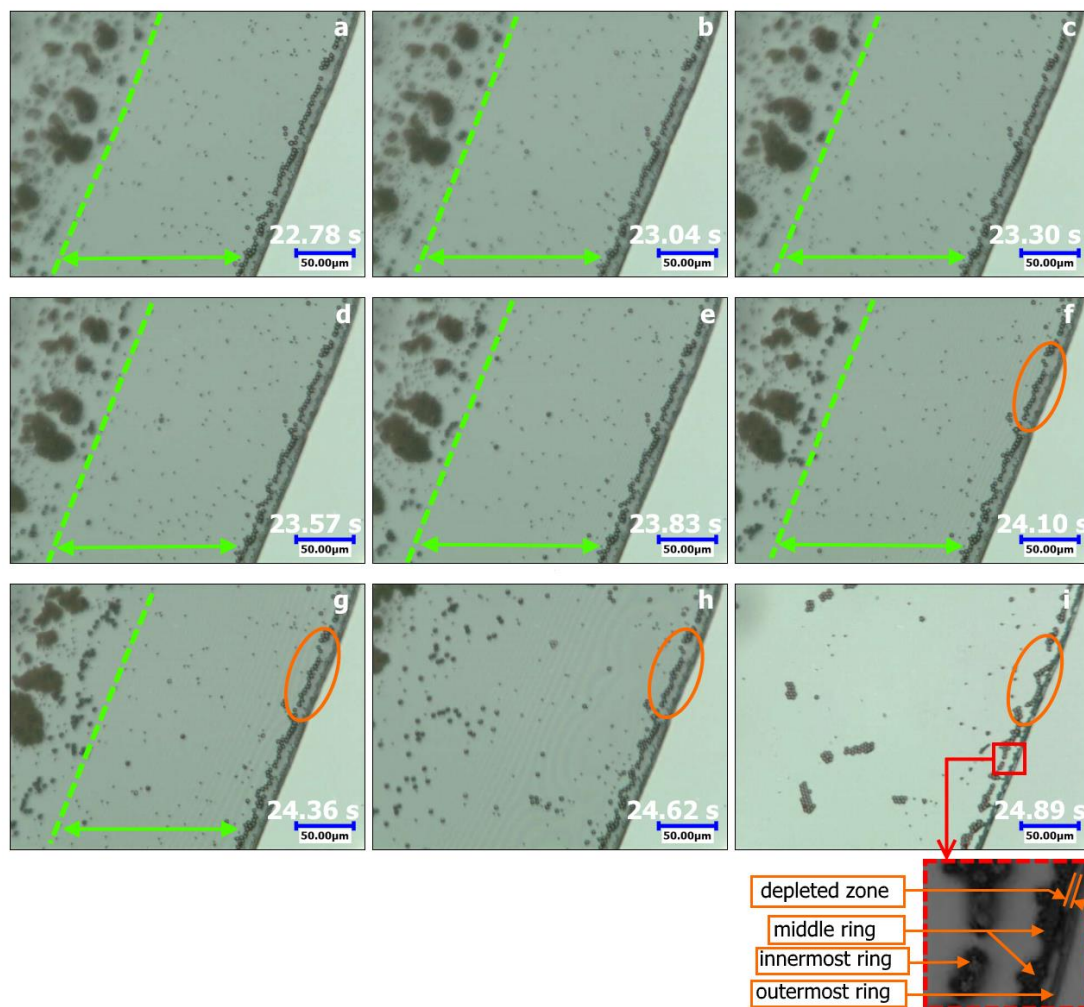 a
22.78 s
50.00μm
b
23.04 s
50.00μm
c
23.30 s
50.00μm
d
23.57 s
50.00μm
e
23.83 s
50.00μm
f
24.10 s
50.00μm
g
24.36 s
50.00μm
h
24.62 s
50.00μm
i
24.89 s
50.00μm
depleted zone
middle ring
innermost ring
outermost ring